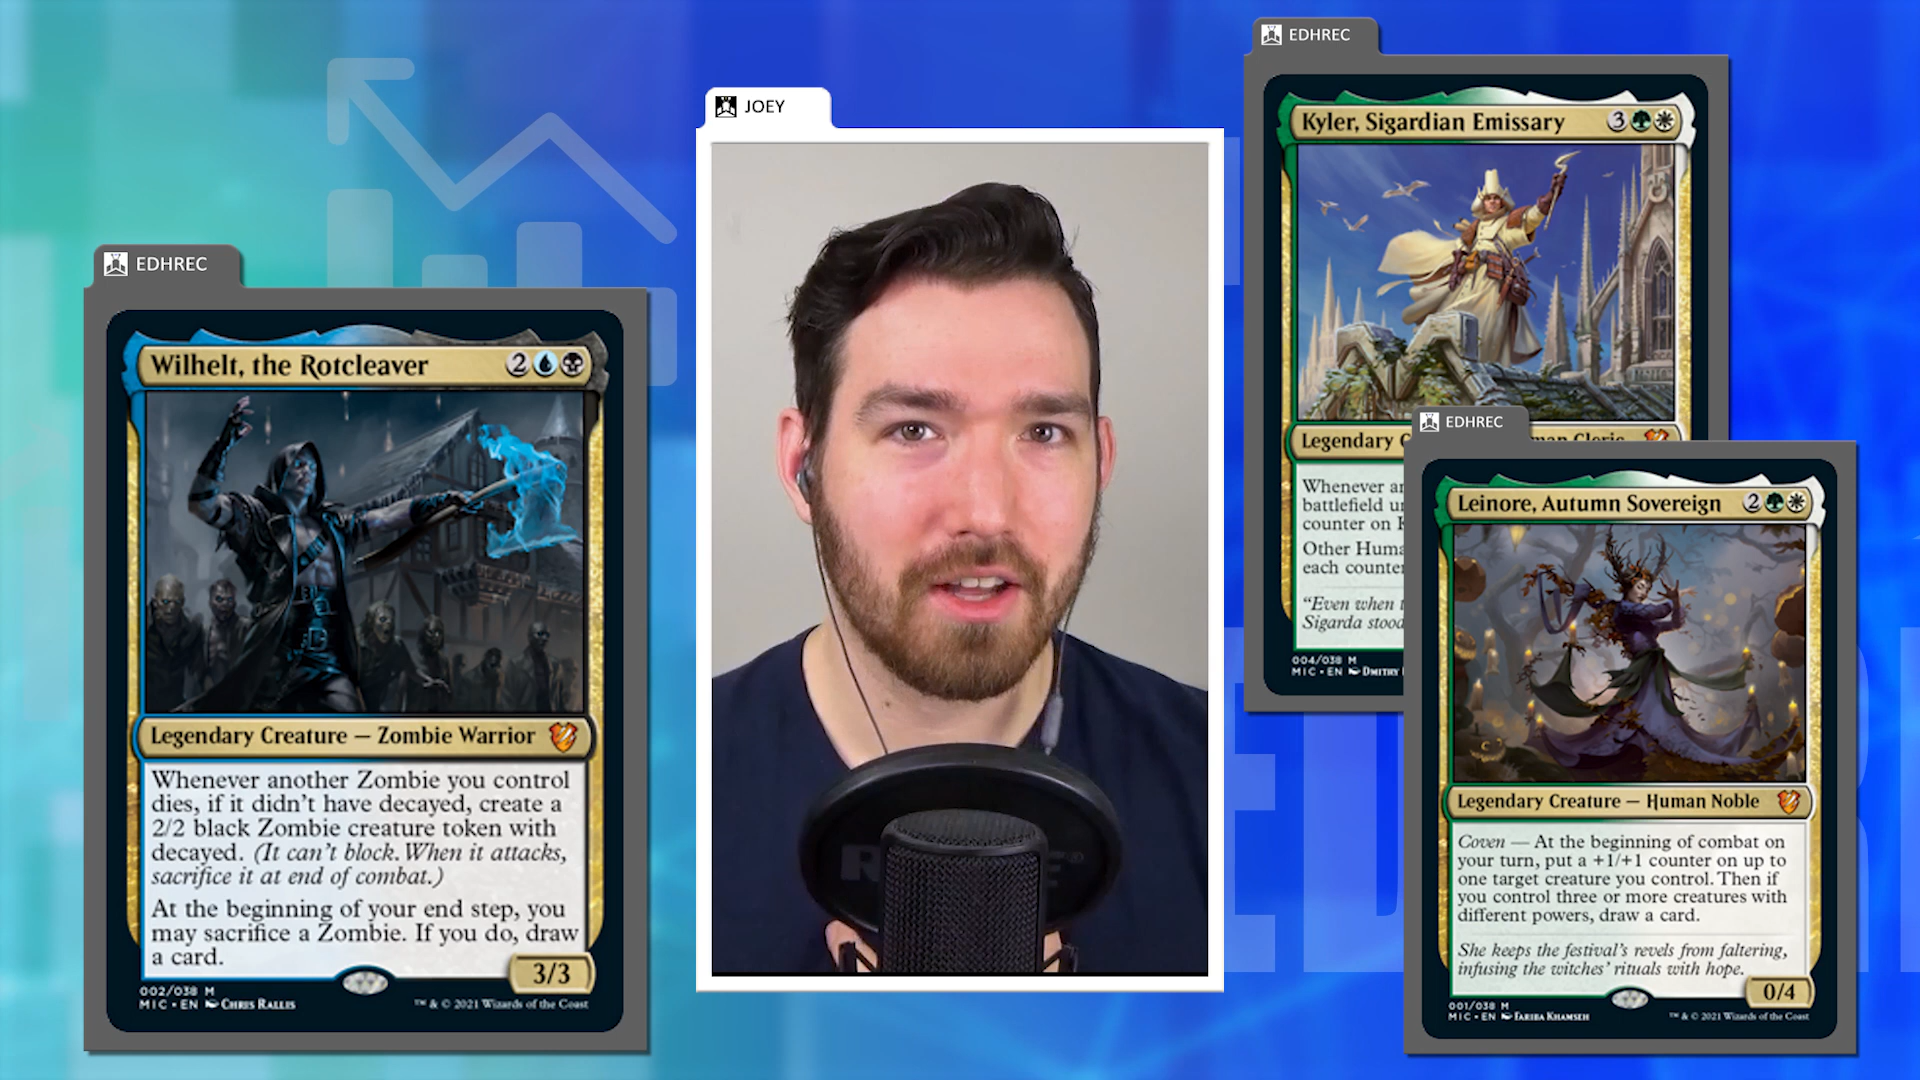 EDHREC
Wilhelt, the Rotcleaver 2
Legendary Creature — Zombie Warrior
Whenever another Zombie you control
dies, if it didn't have decayed, create a
2/2 black Zombie creature token with
decayed. (It can't block. When it attacks,
sacrifice it at end of combat.)
At the beginning of your end step, you
may sacrifice a Zombie. If you do, draw
a card.
3/3
002/038 M
MIC • EN Chris Rallis
™ & © 2021 Wizards of the Coast
JOEY
EDHREC
Kyler, Sigardian Emissary 3
Legendary
Whenever
battlefield
counter on
Other
each
"Even when
Sigarda stood
004/038 M
MIC • EN Dmitry
EDHREC
Leinore, Autumn Sovereign 2
Legendary Creature — Human Noble
Coven — At the beginning of combat on
your turn, put a +1/+1 counter on up to
one target creature you control. Then if
you control three or more creatures with
different powers, draw a card.
She keeps the festival's revels from faltering,
infusing the witches' rituals with hope.
0/4
001/038 M
MIC • EN Fariba Khamseh
™ & © 2021 Wizards of the Coast